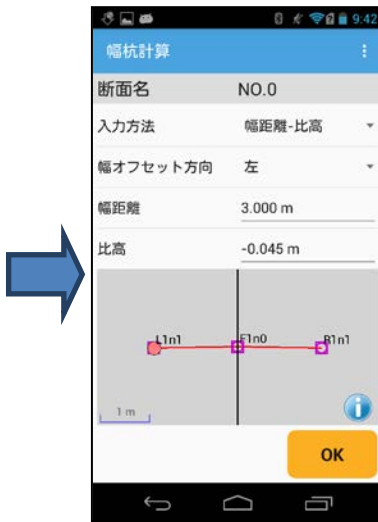 9:42
幅杭計算
断面名 NO.0
入力方法 幅距離-比高
幅オフセット方向 左
幅距離 3.000 m
比高 -0.045 m
L1n1 F1n0 R1n1
1 m
i
OK